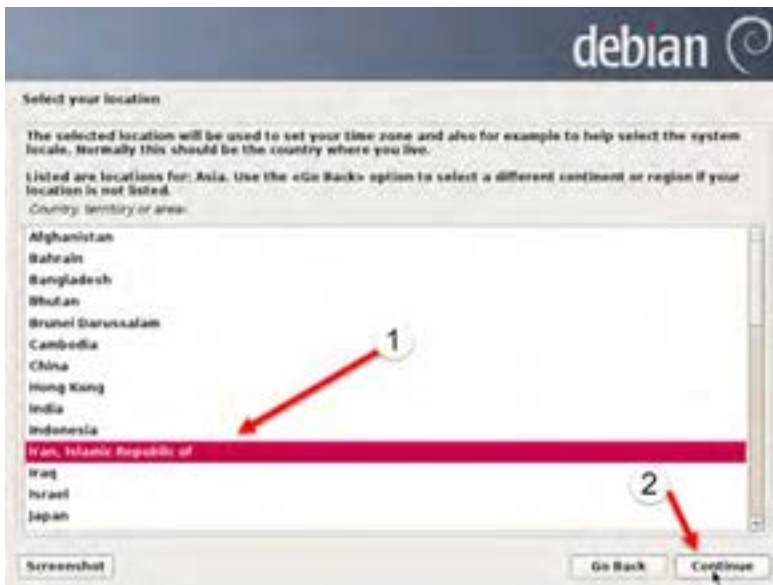 debian
Select your location
The selected location will be used to set your time zone and also for example to help select the system
locale. Normally this should be the country where you live.
Listed are locations for: Asia. Use the «Go Back» option to select a different continent or region if your
location is not listed.
Country, territory or area:
Afghanistan
Bahrain
Bangladesh
Bhutan
Brunei Darussalam
Cambodia
1
China
Hong Kong
India
Indonesia
Iran, Islamic Republic of
Iraq
Israel
2
Japan
Screenshot
Go Back
Continue